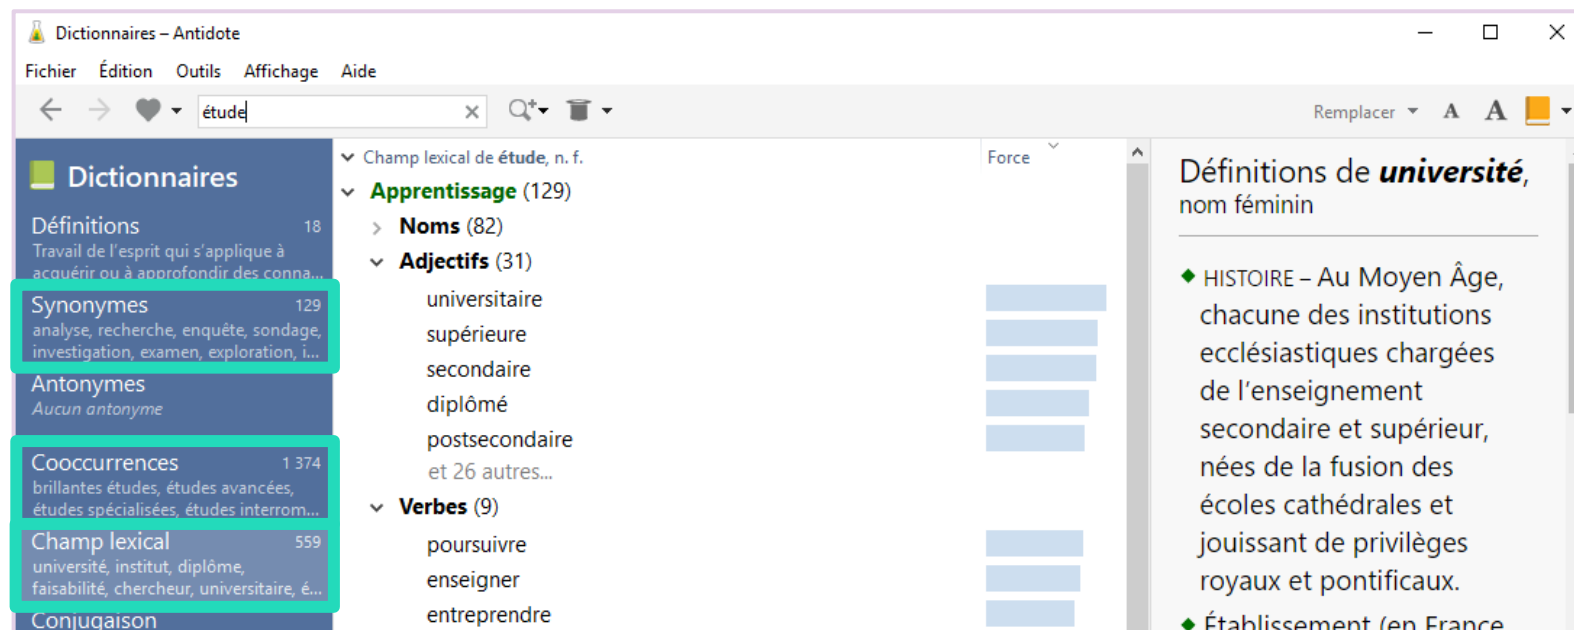 Dictionnaires – Antidote
Fichier Édition Outils Affichage Aide
étude
Remplacer A A
Dictionnaires
Définitions 18
Travail de l'esprit qui s'applique à
acquérir ou à approfondir des conna...
Synonymes 129
analyse, recherche, enquête, sondage,
investigation, examen, exploration, i...
Antonymes
Aucun antonyme
Cooccurrences 1 374
brillantes études, études avancées,
études spécialisées, études interrom...
Champ lexical 559
université, institut, diplôme,
faisabilité, chercheur, universitaire, é...
Conjugaison
Champ lexical de étude, n. f. Force
Apprentissage (129)
Noms (82)
Adjectifs (31)
universitaire
supérieure
secondaire
diplômé
postsecondaire
et 26 autres...
Verbes (9)
poursuivre
enseigner
entreprendre
Définitions de université,
nom féminin
HISTOIRE – Au Moyen Âge,
chacune des institutions
ecclésiastiques chargées
de l'enseignement
secondaire et supérieur,
nées de la fusion des
écoles cathédrales et
jouissant de privilèges
royaux et pontificaux.
Établissement (en France